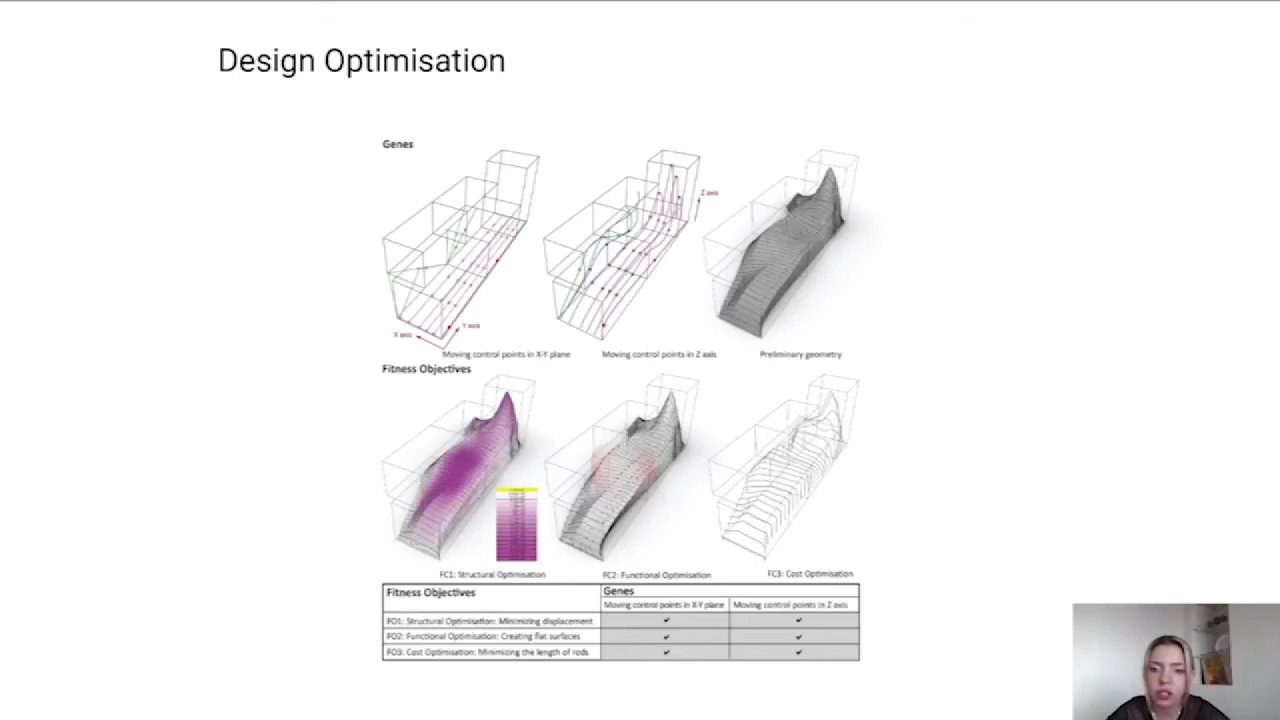 Design Optimisation
Genes
Z axis
X axis
Y axis
Moving control points in X-Y plane
Moving control points in Z axis
Preliminary geometry
Fitness Objectives
FC1: Structural Optimisation
FC2: Functional Optimisation
FC3: Cost Optimisation
Fitness Objectives
Genes
Moving control points in X-Y plane
Moving control points in Z axis
FO1: Structural Optimisation: Minimizing displacement ✔ ✔
FO2: Functional Optimisation: Creating flat surfaces ✔ ✔
FO3: Cost Optimisation: Minimizing the length of rods ✔ ✔